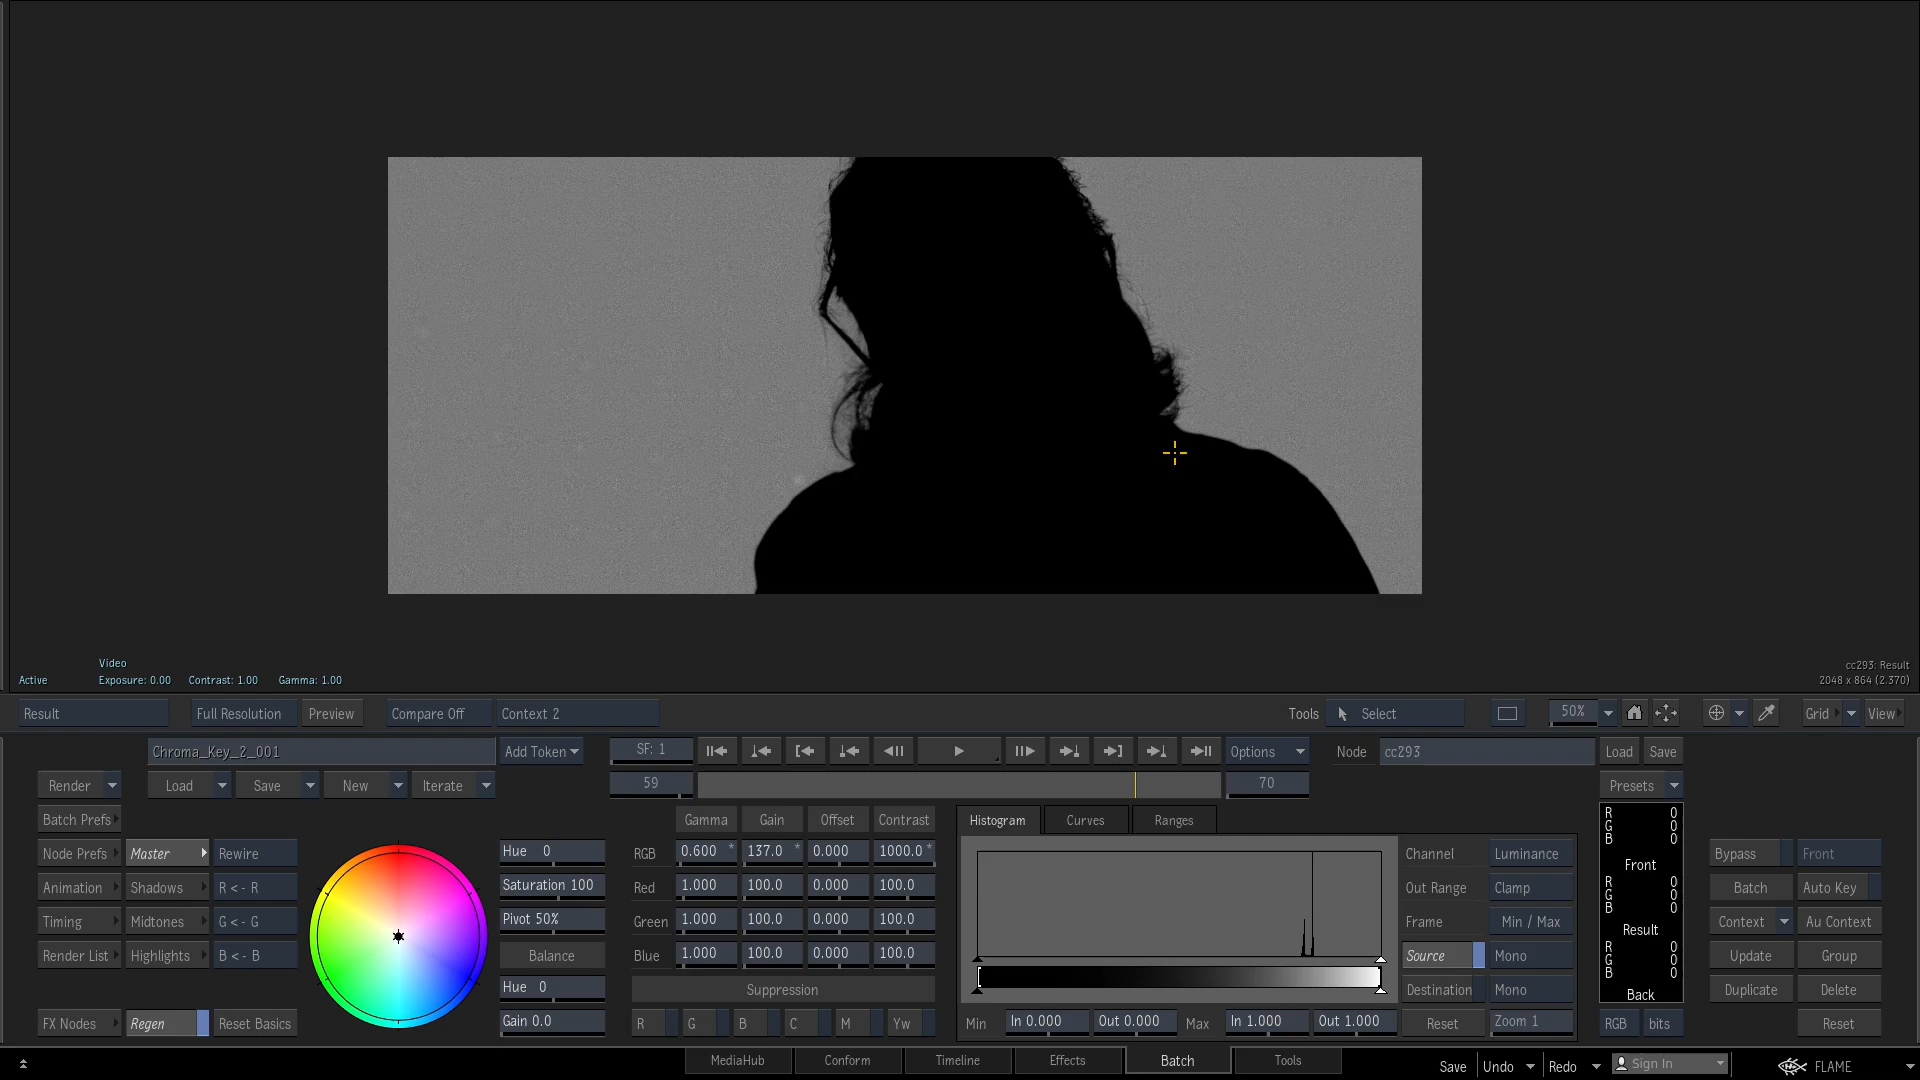 Video
Active Exposure: 0.00 Contrast: 1.00 Gamma: 1.00
cc293: Result
2048 x 864 (2.370)
Result Full Resolution Preview Compare Off Context 2 Tools Select 50% Grid View
Chroma_Key_2_001 Add Token SF: 1 Options Node cc293 Load Save
Render Load Save New Iterate 59 70 Presets
Batch Prefs Gamma Gain Offset Contrast Histogram Curves Ranges
R 0
G 0
B 0
Node Prefs Master Rewire Hue 0 RGB 0.600 * 137.0 * 0.000 1000.0 * Channel Luminance Front Bypass Front
Animation Shadows R <- R Saturation 100 Red 1.000 100.0 0.000 100.0 Out Range Clamp Batch Auto Key
R 0
G 0
B 0
Timing Midtones G <- G Pivot 50% Green 1.000 100.0 0.000 100.0 Frame Min / Max Result Context Au Context
Render List Highlights B <- B Balance Blue 1.000 100.0 0.000 100.0 Source Mono Update Group
R 0
G 0
B 0
Hue 0 Suppression Destination Mono Back Duplicate Delete
FX Nodes Regen Reset Basics Gain 0.0 R G B C M Yw Min In 0.000 Out 0.000 Max In 1.000 Out 1.000 Reset Zoom 1 RGB bits Reset
MediaHub Conform Timeline Effects Batch Tools Save Undo Redo Sign In FLAME